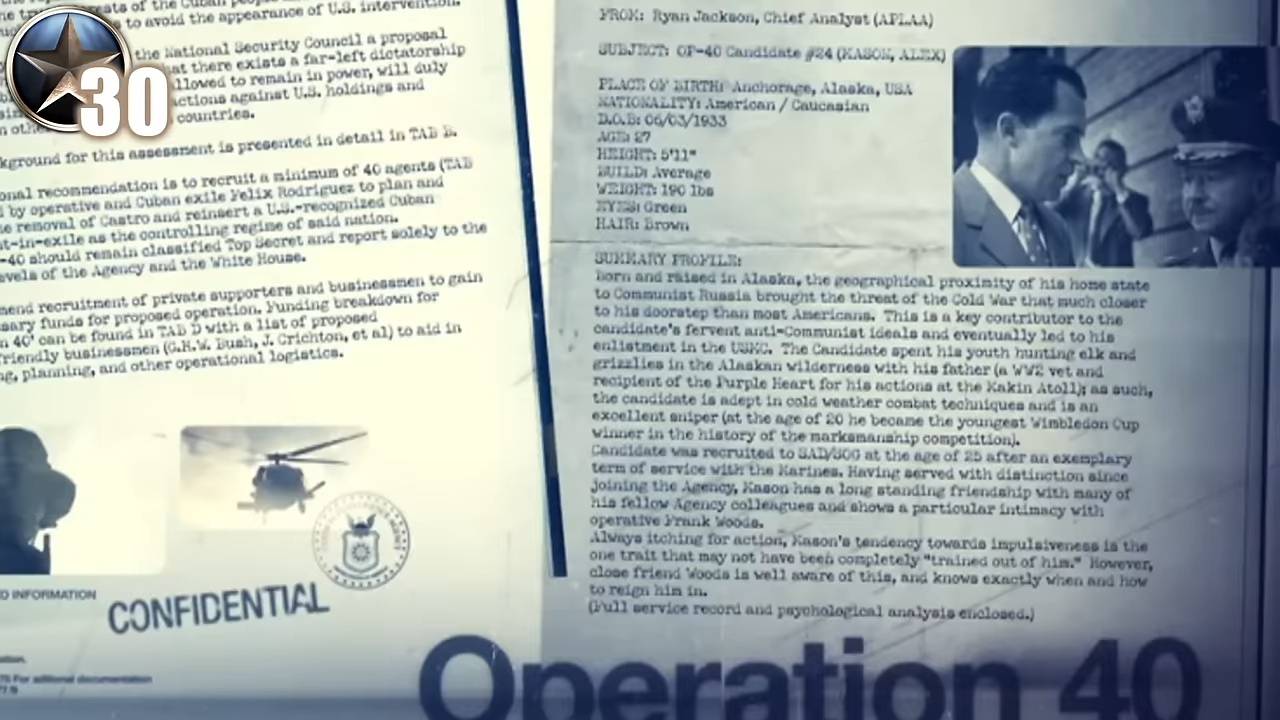 30
to avoid the appearance of U.S. intervention.
the National Security Council a proposal
that there exists a far-left dictatorship
allowed to remain in power, will duly
actions against U.S. holdings and
countries.
background for this assessment is presented in detail in TAB B.
recommendation is to recruit a minimum of 40 agents (TAB
by operative and Cuban exile Felix Rodriguez to plan and
removal of Castro and reinsert a U.S.-recognized Cuban
as the controlling regime of said nation.
-40 should remain classified Top Secret and report solely to the
of the Agency and the White House.
recruitment of private supporters and businessmen to gain
funds for proposed operation. Funding breakdown for
40' can be found in TAB D with a list of proposed
friendly businessmen (G.H.W. Bush, J. Crichton, et al) to aid in
planning, and other operational logistics.
INFORMATION
CONFIDENTIAL
FROM: Ryan Jackson, Chief Analyst (APLAA)
SUBJECT: OP-40 Candidate #24 (MASON, ALEX)
PLACE OF BIRTH: Anchorage, Alaska, USA
NATIONALITY: American / Caucasian
D.O.B: 06/03/1933
AGE: 27
HEIGHT: 5'11"
BUILD: Average
WEIGHT: 190 lbs
EYES: Green
HAIR: Brown
SUMMARY PROFILE:
Born and raised in Alaska, the geographical proximity of his home state
to Communist Russia brought the threat of the Cold War that much closer
to his doorstep than most Americans. This is a key contributor to the
candidate's fervent anti-Communist ideals and eventually led to his
enlistment in the USMC. The Candidate spent his youth hunting elk and
grizzlies in the Alaskan wilderness with his father (a WW2 vet and
recipient of the Purple Heart for his actions at the Makin Atoll); as such,
the candidate is adept in cold weather combat techniques and is an
excellent sniper (at the age of 20 he became the youngest Wimbledon Cup
winner in the history of the marksmanship competition).
Candidate was recruited to SAD/SOG at the age of 25 after an exemplary
term of service with the Marines. Having served with distinction since
joining the Agency, Mason has a long standing friendship with many of
his fellow Agency colleagues and shows a particular intimacy with
operative Frank Woods.
Always itching for action, Mason's tendency towards impulsiveness is the
one trait that may not have been completely "trained out of him." However,
close friend Woods is well aware of this, and knows exactly when and how
to reign him in.
(Full service record and psychological analysis enclosed.)
Operation 40